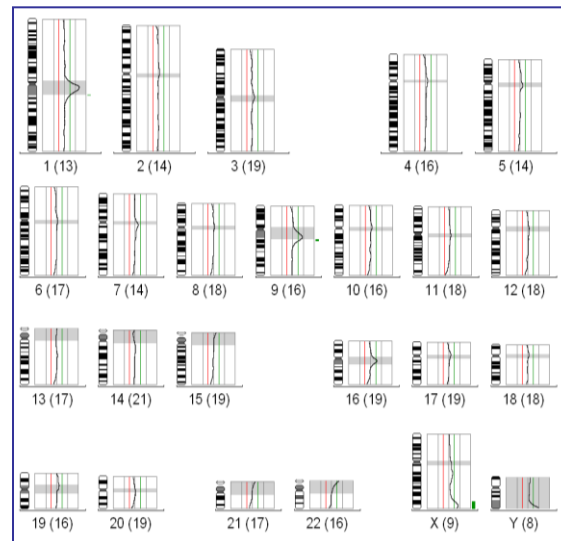 1 (13) 2 (14) 3 (19) 4 (16) 5 (14)
6 (17) 7 (14) 8 (18) 9 (16) 10 (16) 11 (18) 12 (18)
13 (17) 14 (21) 15 (19) 16 (19) 17 (19) 18 (18)
19 (16) 20 (19) 21 (17) 22 (16) X (9) Y (8)